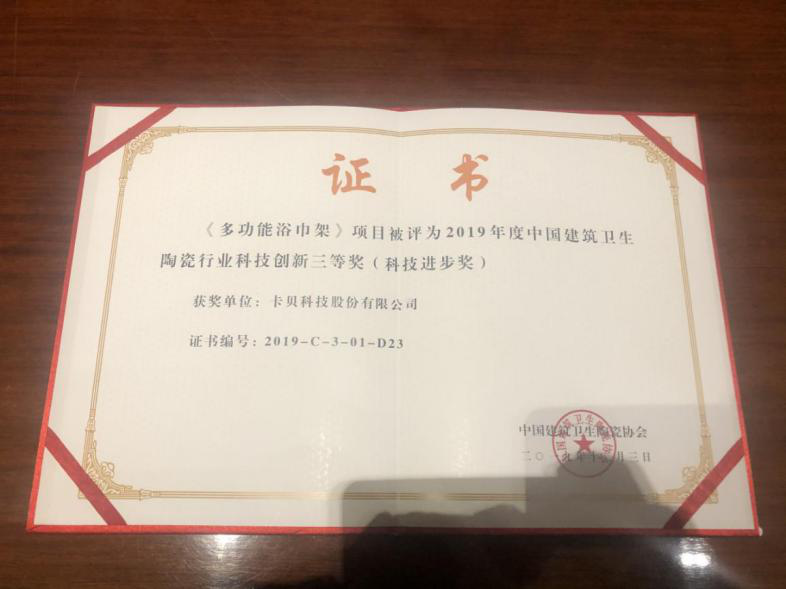 证 书
《多功能浴巾架》项目被评为2019年度中国建筑卫生
陶瓷行业科技创新三等奖（科技进步奖）
获奖单位：卡贝科技股份有限公司
证书编号：2019-C-3-01-D23
中国建筑卫生陶瓷协会
二〇一九年十 月三日